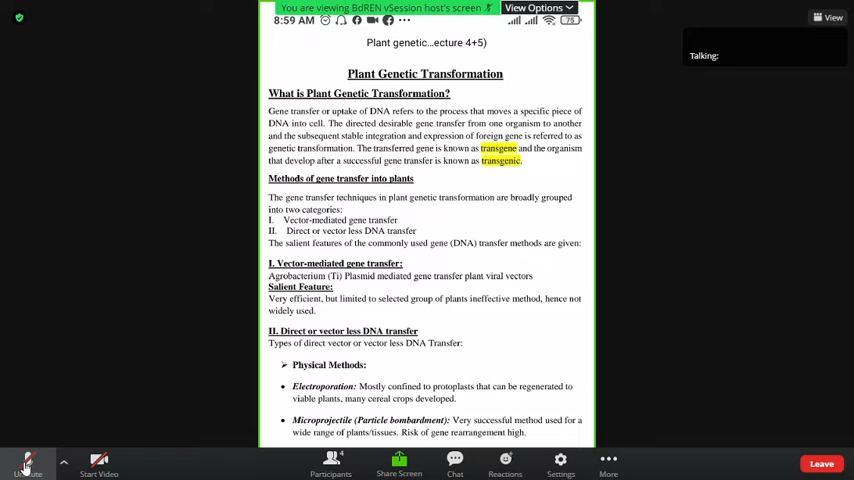 You are viewing BdREN vSession host's screen
View Options
8:59 AM
75
View
Plant genetic...ecture 4+5)
Talking:
Plant Genetic Transformation
What is Plant Genetic Transformation?
Gene transfer or uptake of DNA refers to the process that moves a specific piece of
DNA into cell. The directed desirable gene transfer from one organism to another
and the subsequent stable integration and expression of foreign gene is referred to as
genetic transformation. The transferred gene is known as transgene and the organism
that develop after a successful gene transfer is known as transgenic.
Methods of gene transfer into plants
The gene transfer techniques in plant genetic transformation are broadly grouped
into two categories:
I. Vector-mediated gene transfer
II. Direct or vector less DNA transfer
The salient features of the commonly used gene (DNA) transfer methods are given:
I. Vector-mediated gene transfer:
Agrobacterium (Ti) Plasmid mediated gene transfer plant viral vectors
Salient Feature:
Very efficient, but limited to selected group of plants ineffective method, hence not
widely used.
II. Direct or vector less DNA transfer
Types of direct vector or vector less DNA Transfer:
➢ Physical Methods:
• Electroporation: Mostly confined to protoplasts that can be regenerated to
viable plants, many cereal crops developed.
• Microprojectile (Particle bombardment): Very successful method used for a
wide range of plants/tissues. Risk of gene rearrangement high.
4
Unmute
Start Video
Participants
Share Screen
Chat
Reactions
Settings
More
Leave